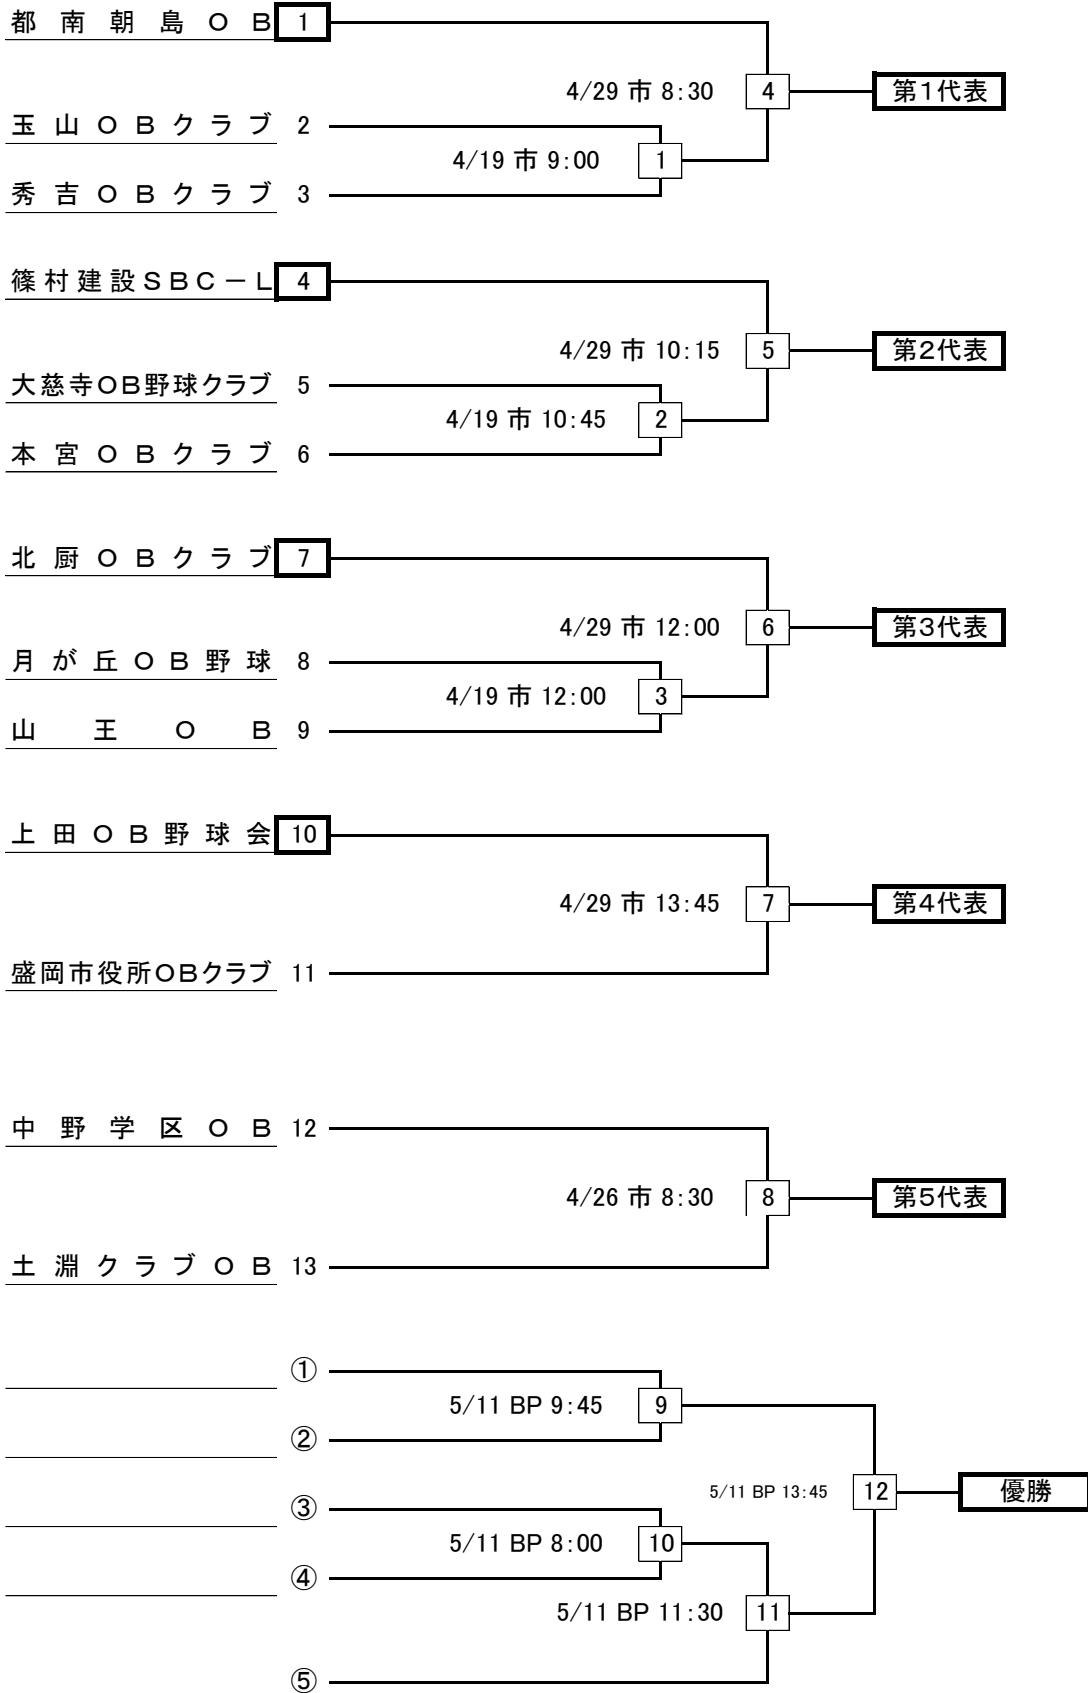 都南朝島OB 1
4/29 市 8:30 4 第1代表
玉山OBクラブ 2
4/19 市 9:00 1
秀吉OBクラブ 3
篠村建設SBC-L 4
4/29 市 10:15 5 第2代表
大慈寺OB野球クラブ 5
4/19 市 10:45 2
本宮OBクラブ 6
北厨OBクラブ 7
4/29 市 12:00 6 第3代表
月が丘OB野球 8
4/19 市 12:00 3
山王OB 9
上田OB野球会 10
4/29 市 13:45 7 第4代表
盛岡市役所OBクラブ 11
中野学区OB 12
4/26 市 8:30 8 第5代表
土淵クラブOB 13
①
5/11 BP 9:45 9
②
5/11 BP 13:45 12 優勝
③
5/11 BP 8:00 10
④
5/11 BP 11:30 11
⑤